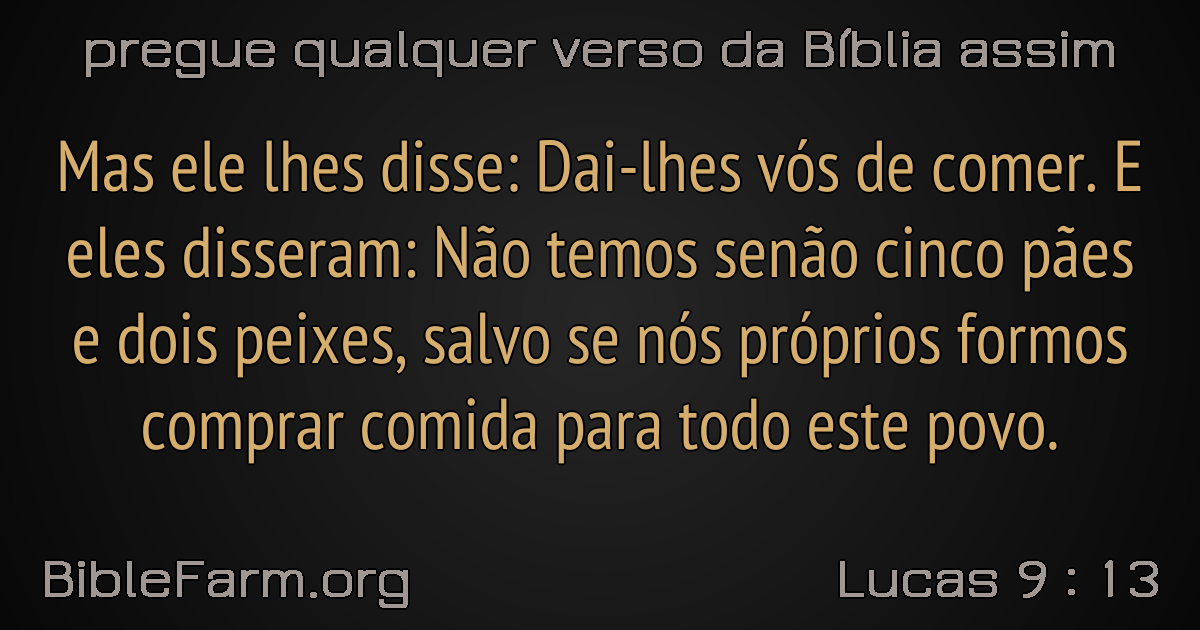 pregue qualquer verso da Bíblia assim
Mas ele lhes disse: Dai-lhes vós de comer. E
eles disseram: Não temos senão cinco pães
e dois peixes, salvo se nós próprios formos
comprar comida para todo este povo.
BibleFarm.org
Lucas 9 : 13